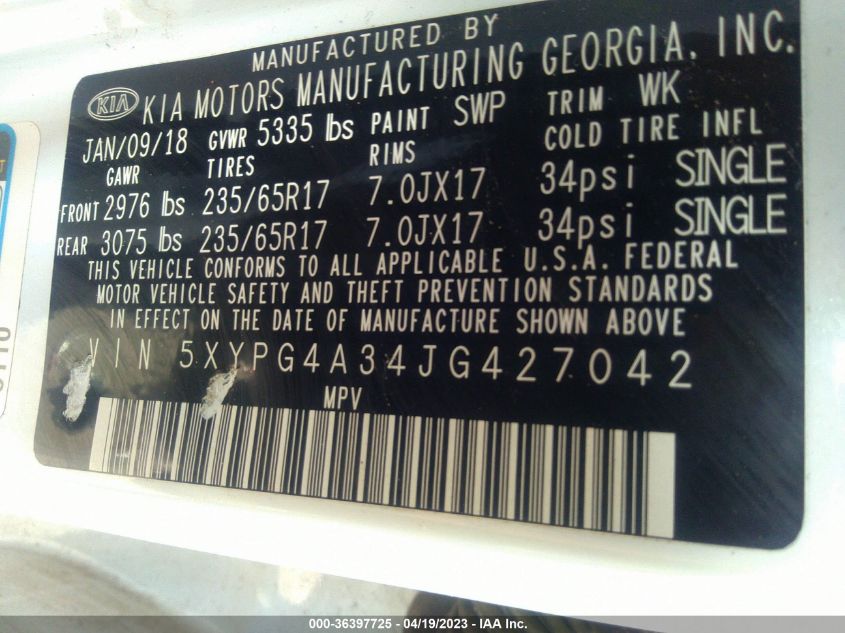 MANUFACTURED BY
KIA KIA MOTORS MANUFACTURING GEORGIA, INC.
JAN/09/18 GVWR 5335 lbs PAINT SWP TRIM WK
GAWR TIRES RIMS COLD TIRE INFL
FRONT 2976 lbs 235/65R17 7.0JX17 34psi SINGLE
REAR 3075 lbs 235/65R17 7.0JX17 34psi SINGLE
THIS VEHICLE CONFORMS TO ALL APPLICABLE U.S.A. FEDERAL
MOTOR VEHICLE SAFETY AND THEFT PREVENTION STANDARDS
IN EFFECT ON THE DATE OF MANUFACTURE SHOWN ABOVE
VIN 5XYPG4A34JG427042
MPV
000-36397725 - 04/19/2023 - IAA Inc.